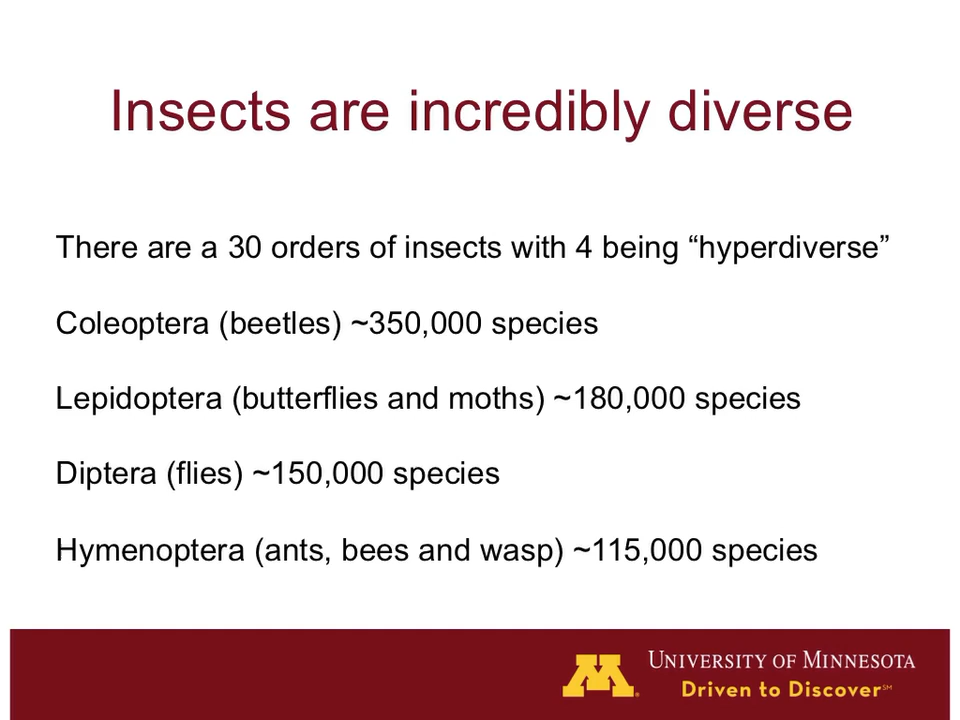 Insects are incredibly diverse
There are a 30 orders of insects with 4 being “hyperdiverse”
Coleoptera (beetles) ~350,000 species
Lepidoptera (butterflies and moths) ~180,000 species
Diptera (flies) ~150,000 species
Hymenoptera (ants, bees and wasp) ~115,000 species
M®
UNIVERSITY OF MINNESOTA
Driven to Discover℠